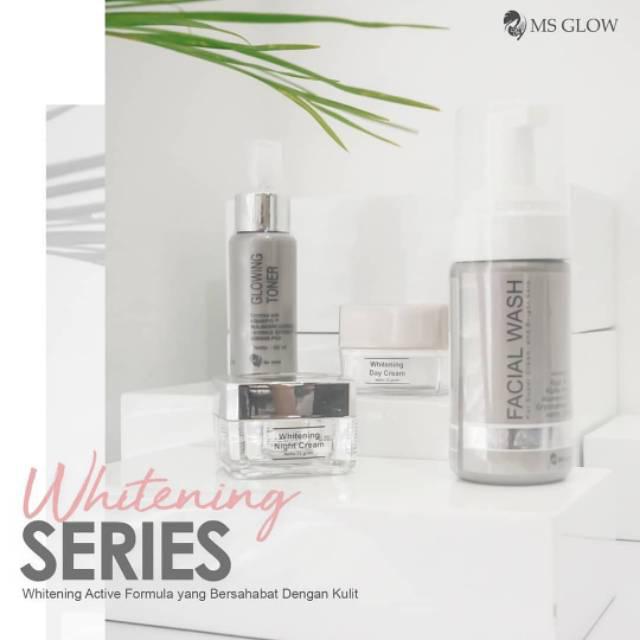 MS GLOW
GLOWING
TONER
Whitening
Day Cream
Whitening
Night Cream
FACIAL WASH
Whitening
SERIES
Whitening Active Formula yang Bersahabat Dengan Kulit